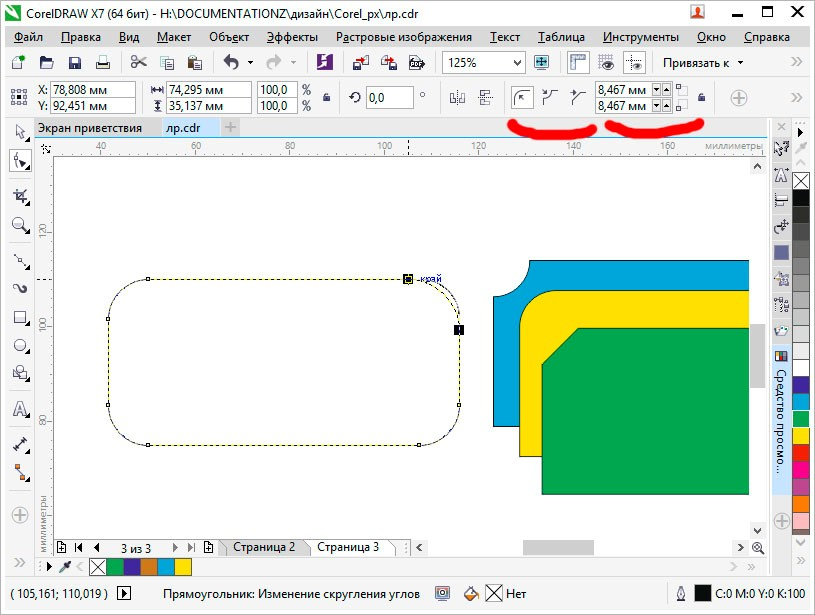 CorelDRAW X7 (64 бит) - H:\DOCUMENTATIONZ\дизайн\Corel_px\лр.cdr
Файл Правка Вид Макет Объект Эффекты Растровые изображения Текст Таблица Инструменты Окно Справка
125% Привязать к
X: 78,808 мм 74,295 мм 100,0 % 0,0 ° 8,467 мм
Y: 92,451 мм 35,137 мм 100,0 % 8,467 мм
Экран приветствия лр.cdr
40 60 80 100 120 140 160 миллиметры
120
100
80
миллиметры
край
Средство просмо...
3 из 3 Страница 2 Страница 3
( 105,161; 110,019 ) Прямоугольник: Изменение скругления углов Нет C:0 M:0 Y:0 K:100